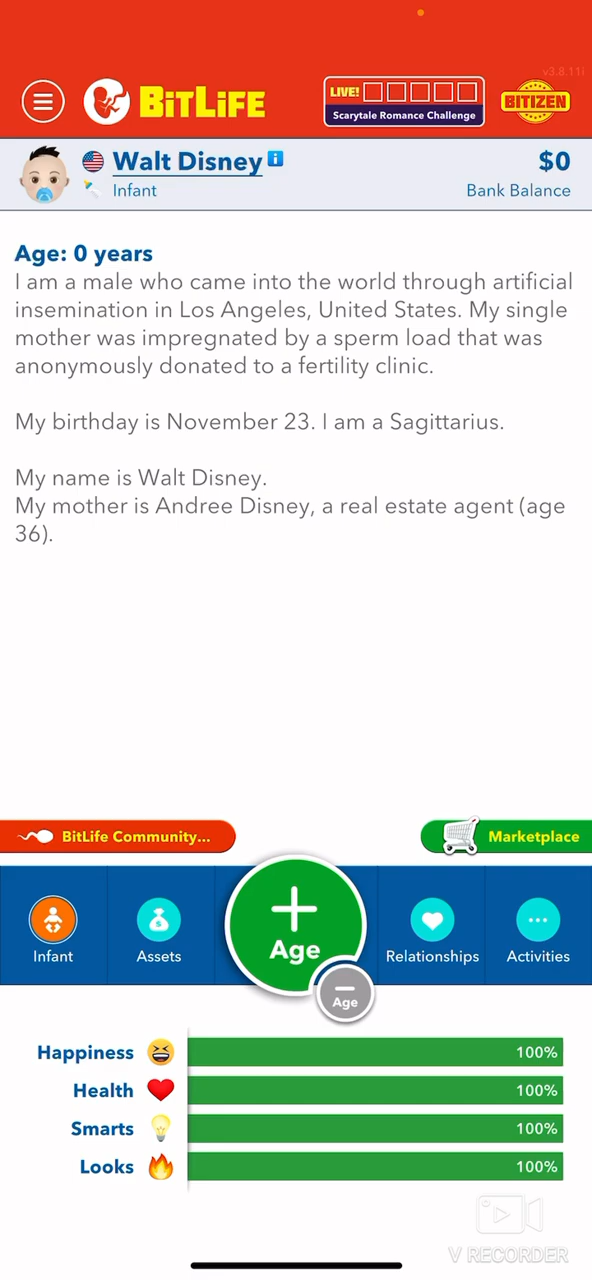 v3.8.11i
BITLIFE
LIVE!
Scarytale Romance Challenge
BITIZEN
Walt Disney i
$0
Infant
Bank Balance
Age: 0 years
I am a male who came into the world through artificial
insemination in Los Angeles, United States. My single
mother was impregnated by a sperm load that was
anonymously donated to a fertility clinic.
My birthday is November 23. I am a Sagittarius.
My name is Walt Disney.
My mother is Andree Disney, a real estate agent (age
36).
BitLife Community...
Marketplace
Infant
Assets
Age
Relationships
Activities
Age
Happiness 100%
Health 100%
Smarts 100%
Looks 100%
V RECORDER